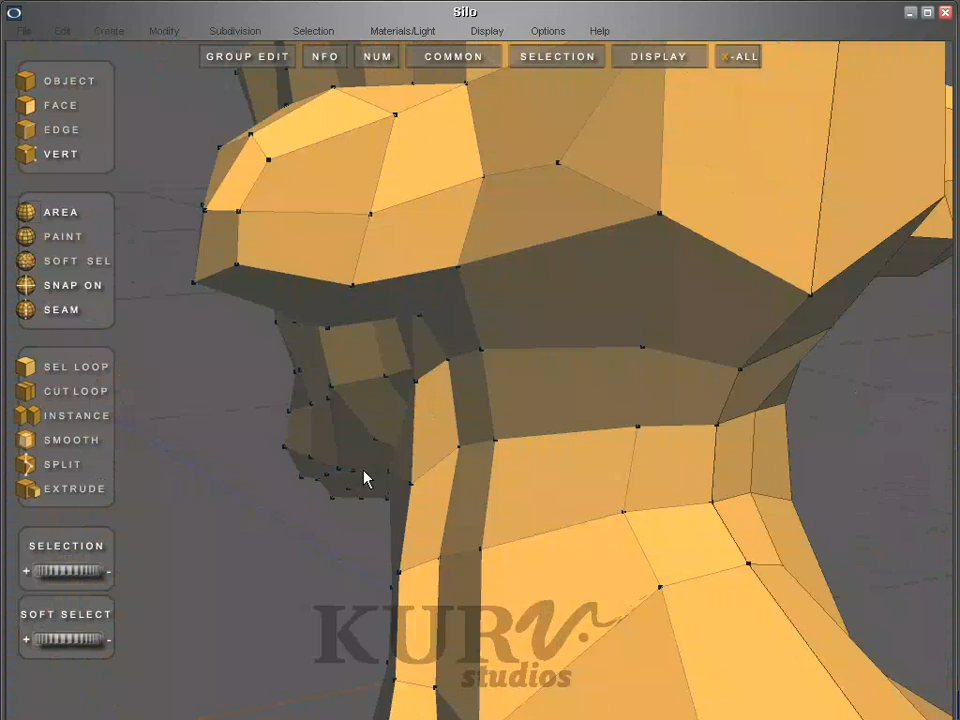 Silo
File Edit Create Modify Subdivision Selection Materials/Light Display Options Help
GROUP EDIT NFO NUM COMMON SELECTION DISPLAY X-ALL
OBJECT
FACE
EDGE
VERT
AREA
PAINT
SOFT SEL
SNAP ON
SEAM
SEL LOOP
CUT LOOP
INSTANCE
SMOOTH
SPLIT
EXTRUDE
SELECTION
+ -
SOFT SELECT
+ -
KURV
studios